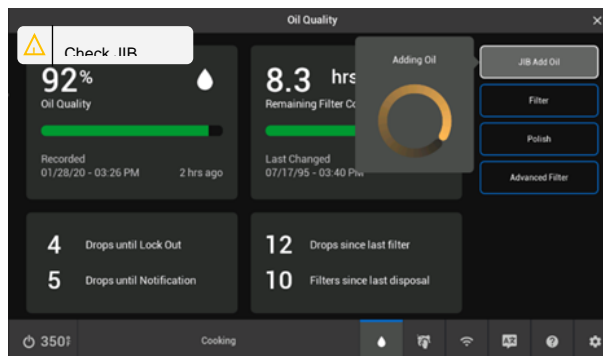 Oil Quality
Check JIB
92%
Oil Quality
Recorded
01/28/20 - 03:26 PM 2 hrs ago
8.3 hrs
Remaining Filter
Last Changed
07/17/95 - 03:40
Adding Oil
JIB Add Oil
Filter
Polish
Advanced Filter
4 Drops until Lock Out
5 Drops until Notification
12 Drops since last filter
10 Filters since last disposal
350°F
Cooking